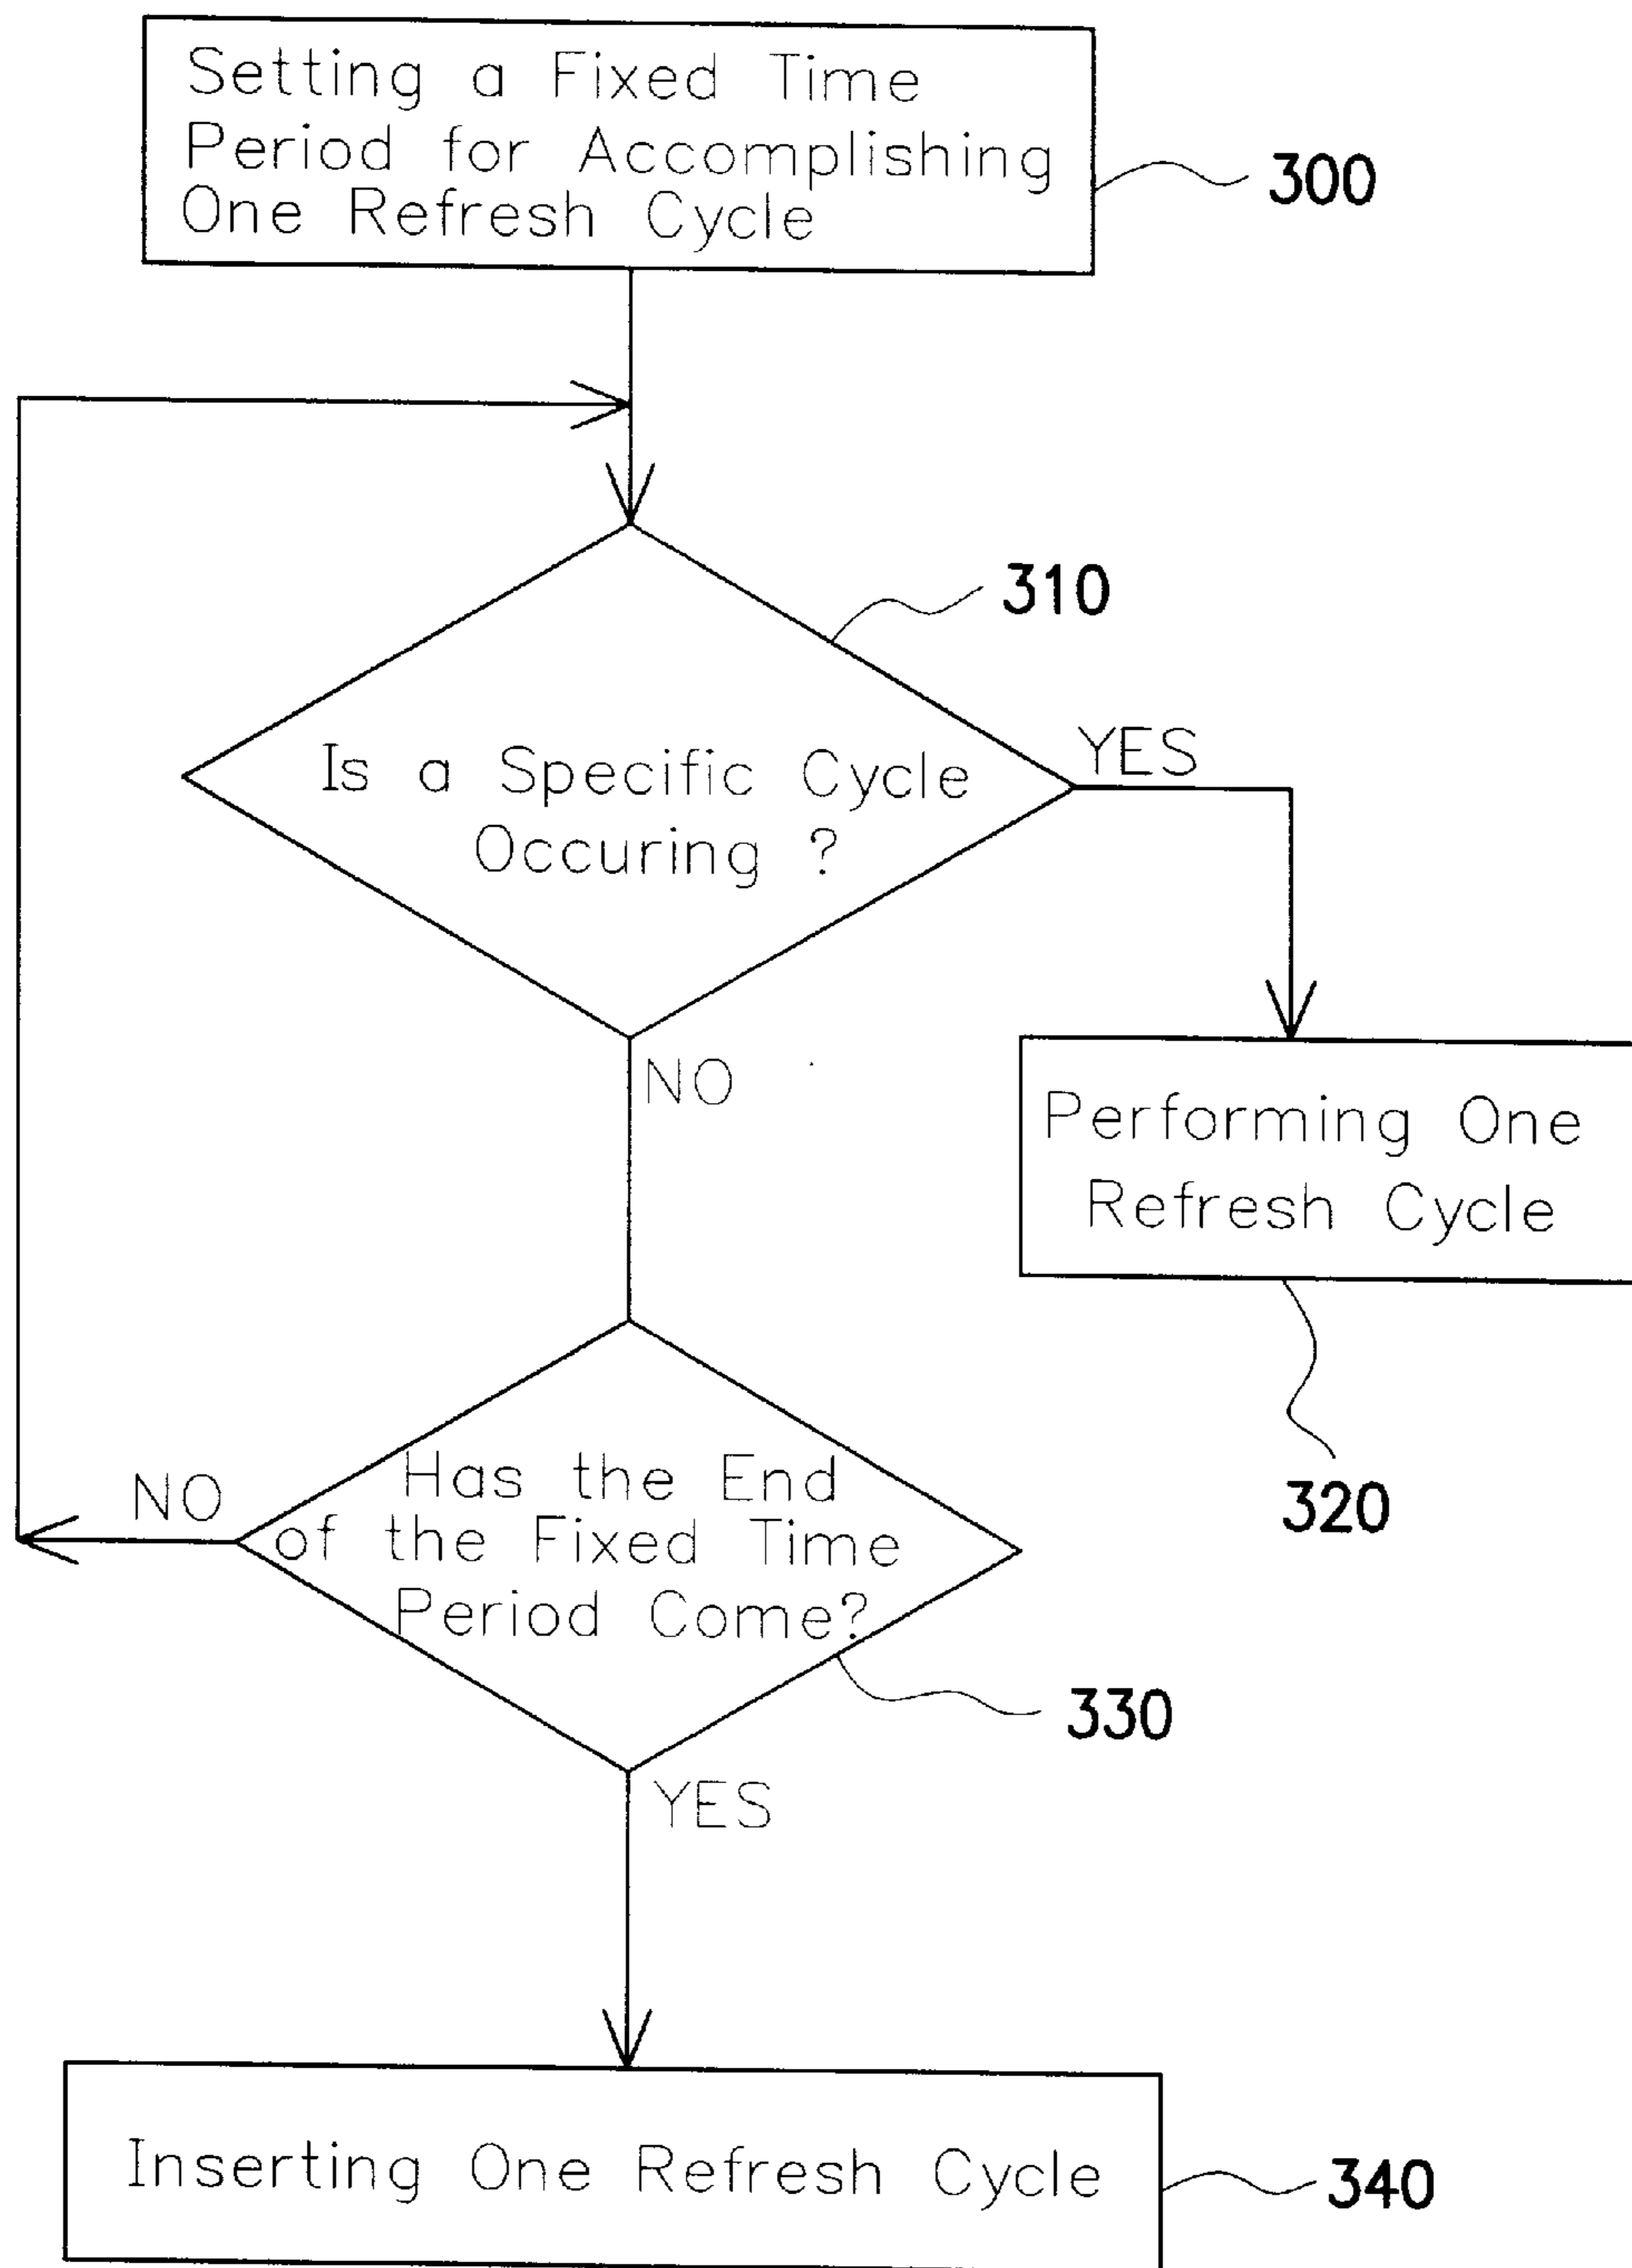 Setting a Fixed Time
Period for Accomplishing
One Refresh Cycle
300
310
Is a Specific Cycle
Occuring ?
YES
NO
Performing One
Refresh Cycle
320
Has the End
of the Fixed Time
Period Come?
NO
330
YES
Inserting One Refresh Cycle
340